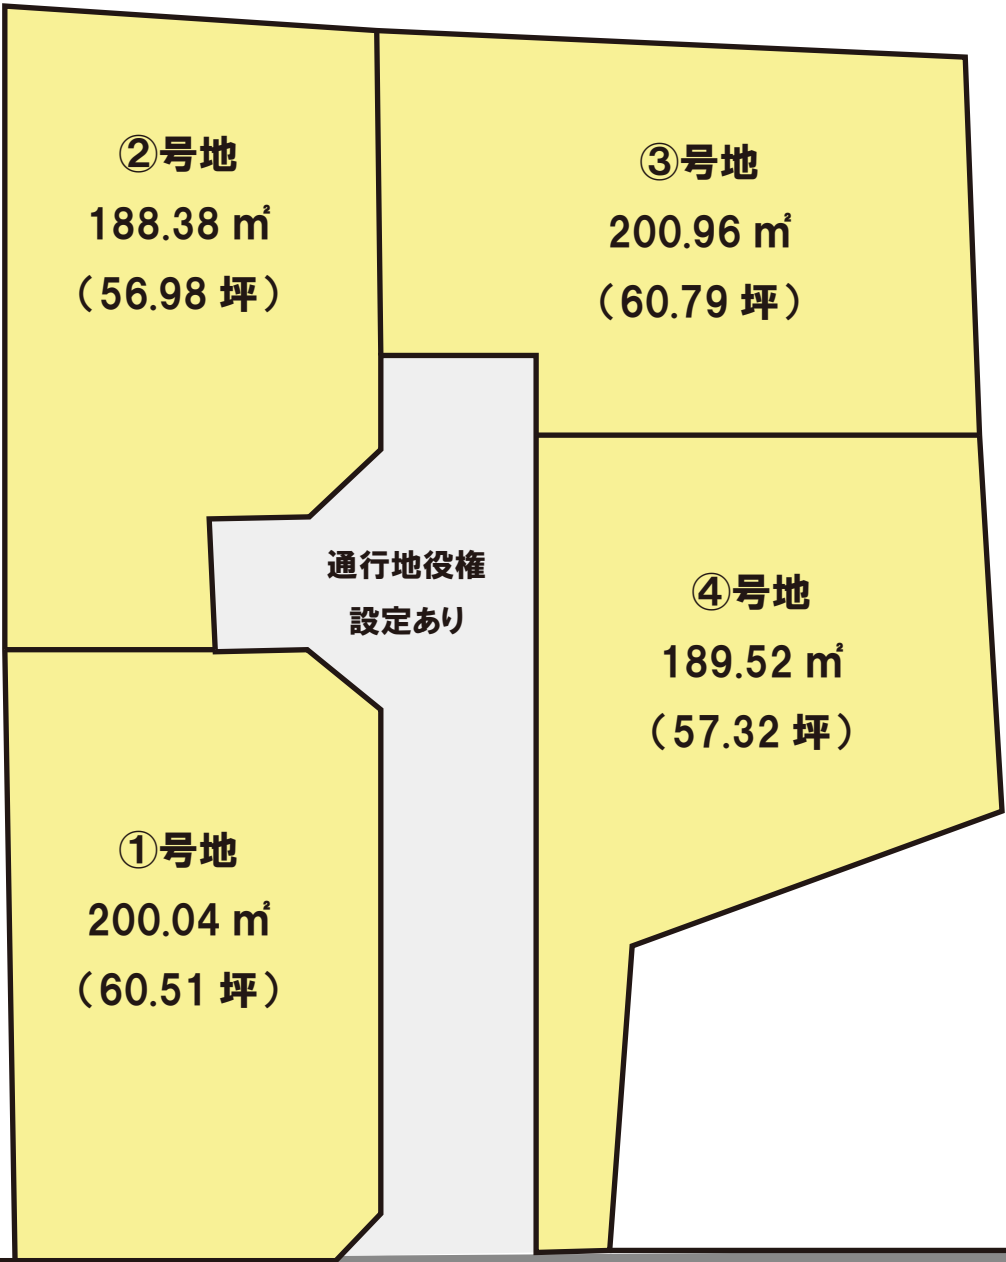 ②号地
188.38 ㎡
（56.98 坪）
③号地
200.96 ㎡
（60.79 坪）
通行地役権
設定あり
④号地
189.52 ㎡
（57.32 坪）
①号地
200.04 ㎡
（60.51 坪）